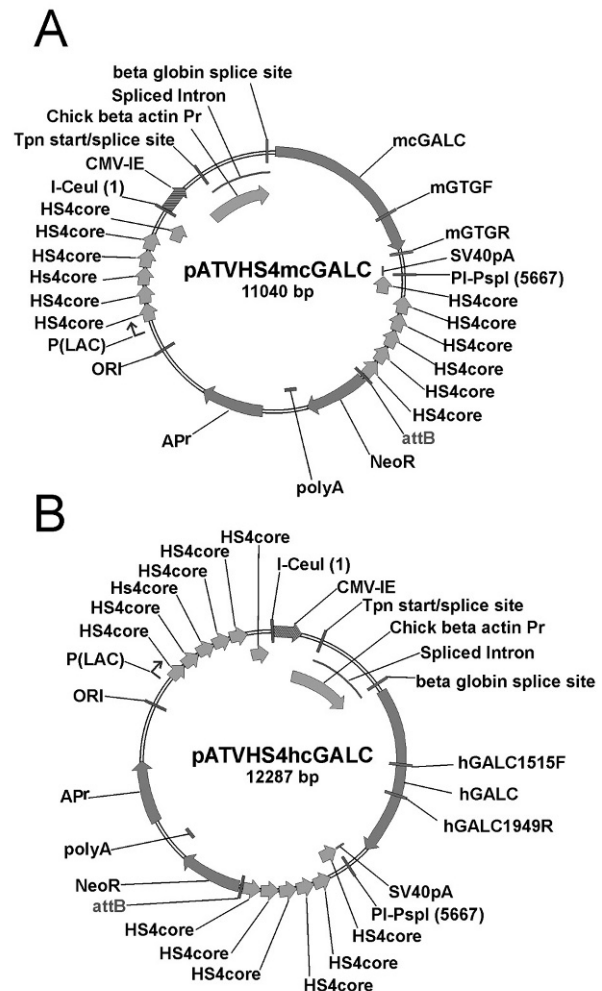 A
beta globin splice site
Spliced Intron
Chick beta actin Pr
Tpn start/splice site
CMV-IE
I-CeuI (1)
HS4core
HS4core
HS4core
Hs4core
HS4core
HS4core
P(LAC)
ORI
APr
polyA
NeoR
attB
HS4core
HS4core
HS4core
HS4core
HS4core
PI-PspI (5667)
SV40pA
mGTGR
mGTGF
mcGALC
pATVHS4mcGALC
11040 bp
B
HS4core
HS4core
HS4core
Hs4core
HS4core
HS4core
P(LAC)
ORI
APr
polyA
NeoR
attB
HS4core
HS4core
HS4core
HS4core
HS4core
HS4core
PI-PspI (5667)
SV40pA
hGALC1949R
hGALC
hGALC1515F
beta globin splice site
Spliced Intron
Chick beta actin Pr
Tpn start/splice site
CMV-IE
I-CeuI (1)
pATVHS4hcGALC
12287 bp